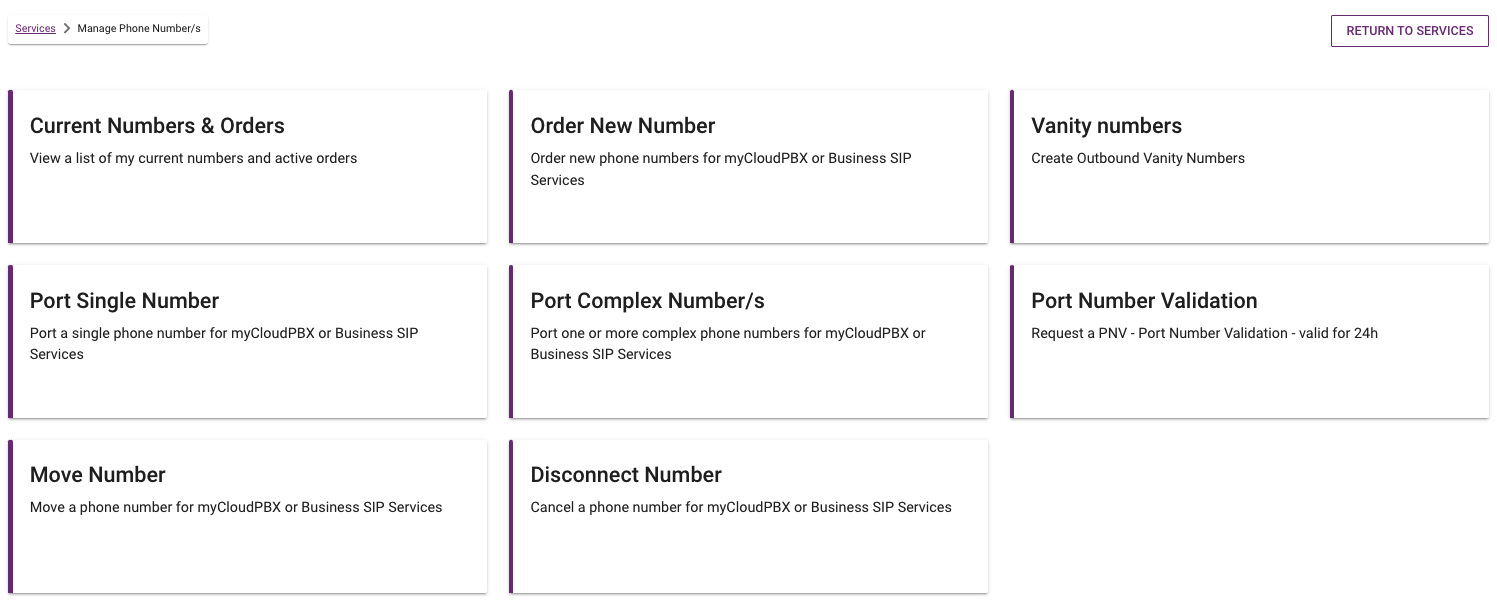 Services > Manage Phone Number/s
RETURN TO SERVICES
Current Numbers & Orders
View a list of my current numbers and active orders
Order New Number
Order new phone numbers for myCloudPBX or Business SIP
Services
Vanity numbers
Create Outbound Vanity Numbers
Port Single Number
Port a single phone number for myCloudPBX or Business SIP
Services
Port Complex Number/s
Port one or more complex phone numbers for myCloudPBX or
Business SIP Services
Port Number Validation
Request a PNV - Port Number Validation - valid for 24h
Move Number
Move a phone number for myCloudPBX or Business SIP Services
Disconnect Number
Cancel a phone number for myCloudPBX or Business SIP Services